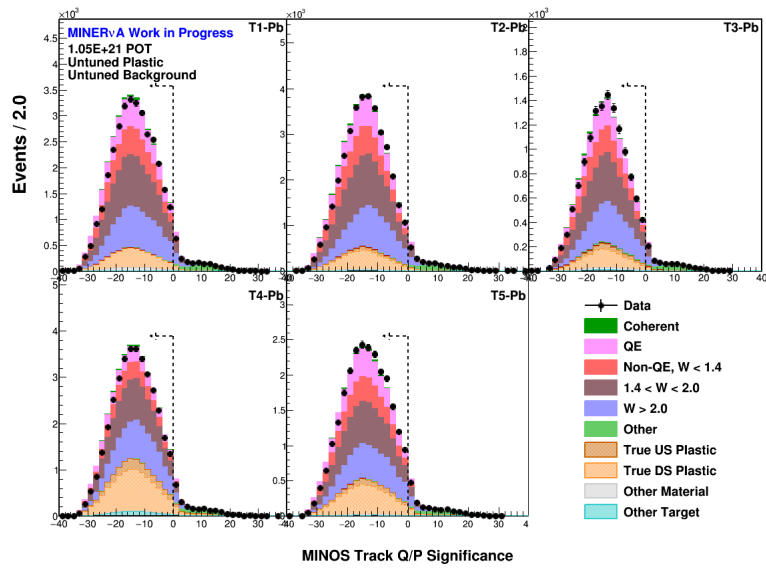 ×10³
×10³
×10³
MINERνA Work in Progress
T1-Pb
T2-Pb
T3-Pb
1.05E+21 POT
Untuned Plastic
Untuned Background
Events / 2.0
4.5
4
3.5
3
2.5
2
1.5
1
0.5
0
4
2
0
1.8
1.6
1.4
1.2
1
0.8
0.6
0.4
0.2
−40 −30 −20 −10 0 10 20 30
−40 −30 −20 −10 0 10 20 30
−40 −30 −20 −10 0 10 20 30 40
T4-Pb
T5-Pb
5
4
3
2
1
0
3
2.5
2
1.5
1
0.5
0
−40 −30 −20 −10 0 10 20 30
−40 −30 −20 −10 0 10 20 30 4
Data
Coherent
QE
Non-QE, W < 1.4
1.4 < W < 2.0
W > 2.0
Other
True US Plastic
True DS Plastic
Other Material
Other Target
MINOS Track Q/P Significance